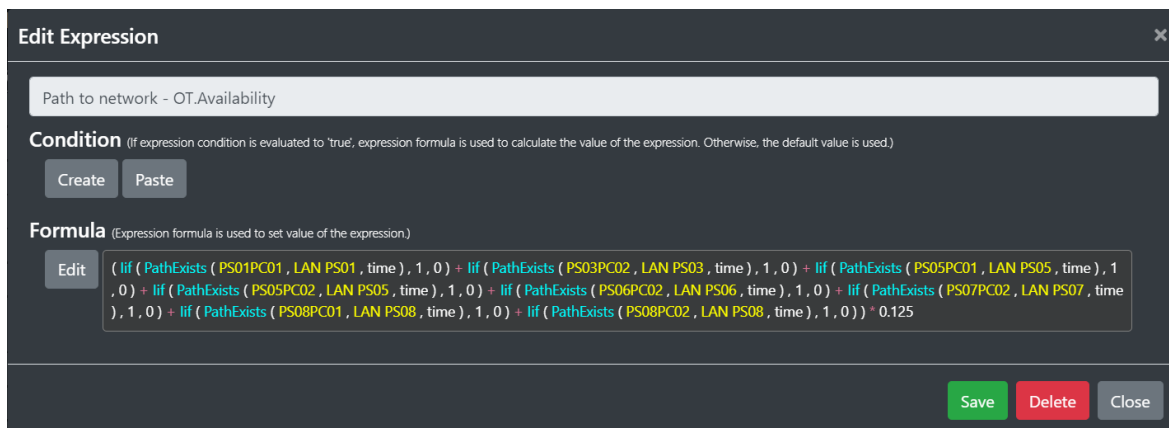 Edit Expression ×
Path to network - OT.Availability
Condition (If expression condition is evaluated to 'true', expression formula is used to calculate the value of the expression. Otherwise, the default value is used.)
Create Paste
Formula (Expression formula is used to set value of the expression.)
Edit ( Iif ( PathExists ( PS01PC01 , LAN PS01 , time ) , 1 , 0 ) + Iif ( PathExists ( PS03PC02 , LAN PS03 , time ) , 1 , 0 ) + Iif ( PathExists ( PS05PC01 , LAN PS05 , time ) , 1
, 0 ) + Iif ( PathExists ( PS05PC02 , LAN PS05 , time ) , 1 , 0 ) + Iif ( PathExists ( PS06PC02 , LAN PS06 , time ) , 1 , 0 ) + Iif ( PathExists ( PS07PC02 , LAN PS07 , time
) , 1 , 0 ) + Iif ( PathExists ( PS08PC01 , LAN PS08 , time ) , 1 , 0 ) + Iif ( PathExists ( PS08PC02 , LAN PS08 , time ) , 1 , 0 ) ) * 0.125
Save Delete Close